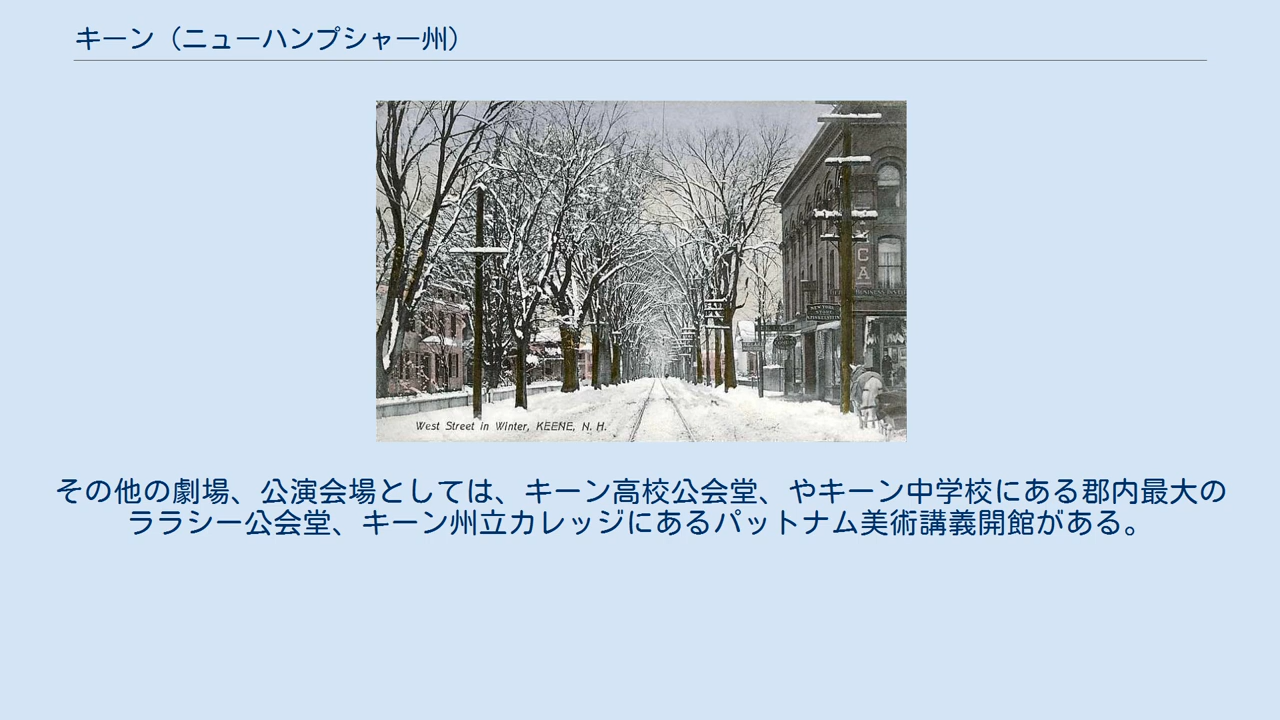 キーン（ニューハンプシャー州）
CA
NEW YORK
STORE
West Street in Winter, KEENE, N. H.
その他の劇場、公演会場としては、キーン高校公会堂、やキーン中学校にある郡内最大の
ララシー公会堂、キーン州立カレッジにあるパットナム美術講義開館がある。